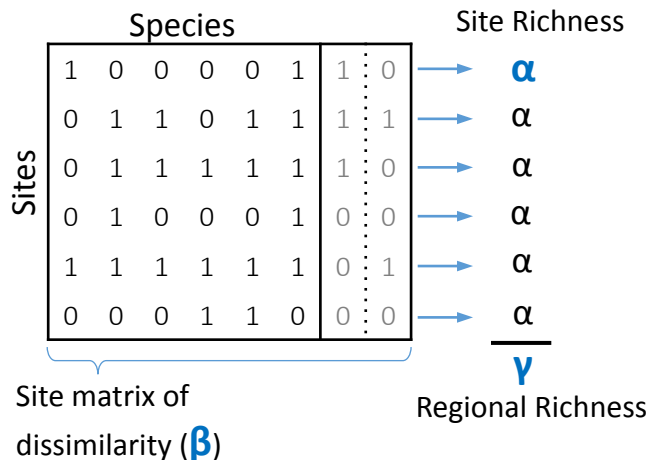 Species
Site Richness
Sites
1 0 0 0 0 1 1 0 α
0 1 1 0 1 1 1 1 α
0 1 1 1 1 1 1 0 α
0 1 0 0 0 1 0 0 α
1 1 1 1 1 1 0 1 α
0 0 0 1 1 0 0 0 α
γ
Regional Richness
Site matrix of
dissimilarity (β)